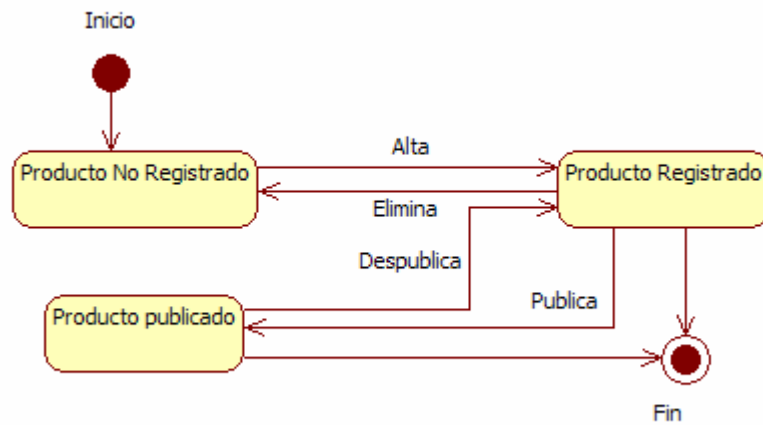 Inicio
Producto No Registrado
Alta
Producto Registrado
Elimina
Despublica
Publica
Producto publicado
Fin